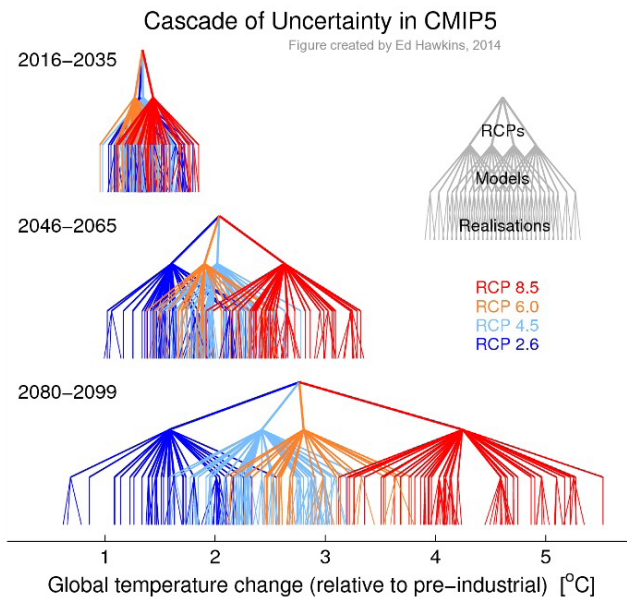 Cascade of Uncertainty in CMIP5
Figure created by Ed Hawkins, 2014
2016−2035
RCPs
Models
Realisations
2046−2065
RCP 8.5
RCP 6.0
RCP 4.5
RCP 2.6
2080−2099
1 2 3 4 5
Global temperature change (relative to pre−industrial) [°C]